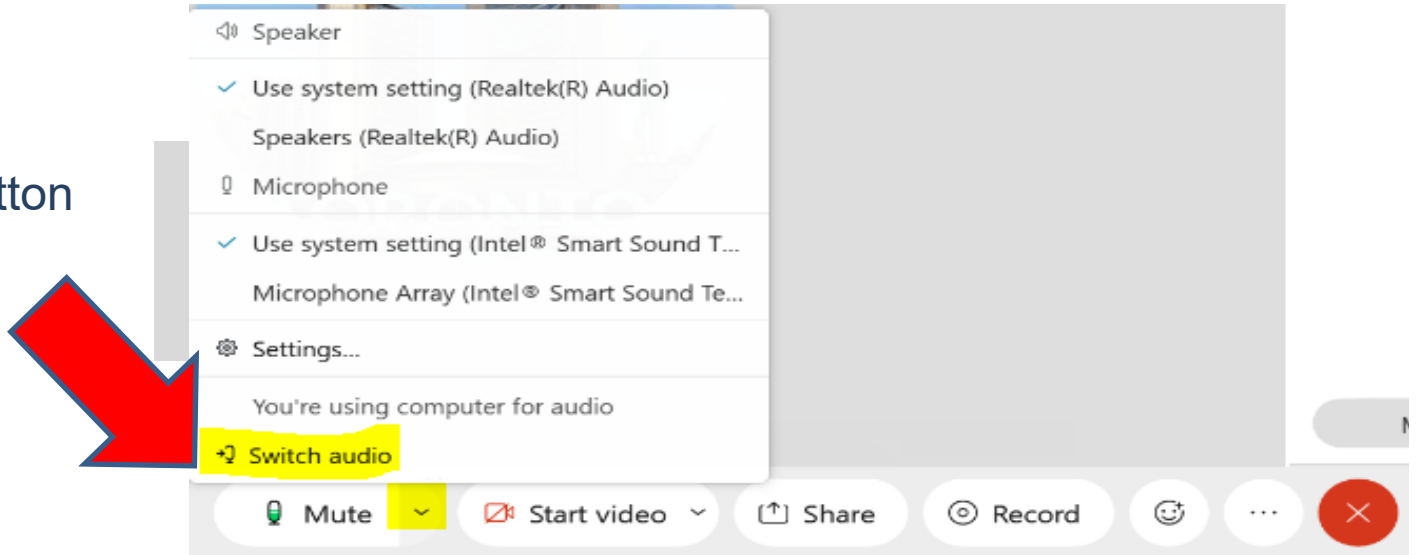 Speaker
Use system setting (Realtek(R) Audio)
Speakers (Realtek(R) Audio)
tton
Microphone
Use system setting (Intel® Smart Sound T...
Microphone Array (Intel® Smart Sound Te...
Settings...
You're using computer for audio
Switch audio
Mute Start video Share Record ...